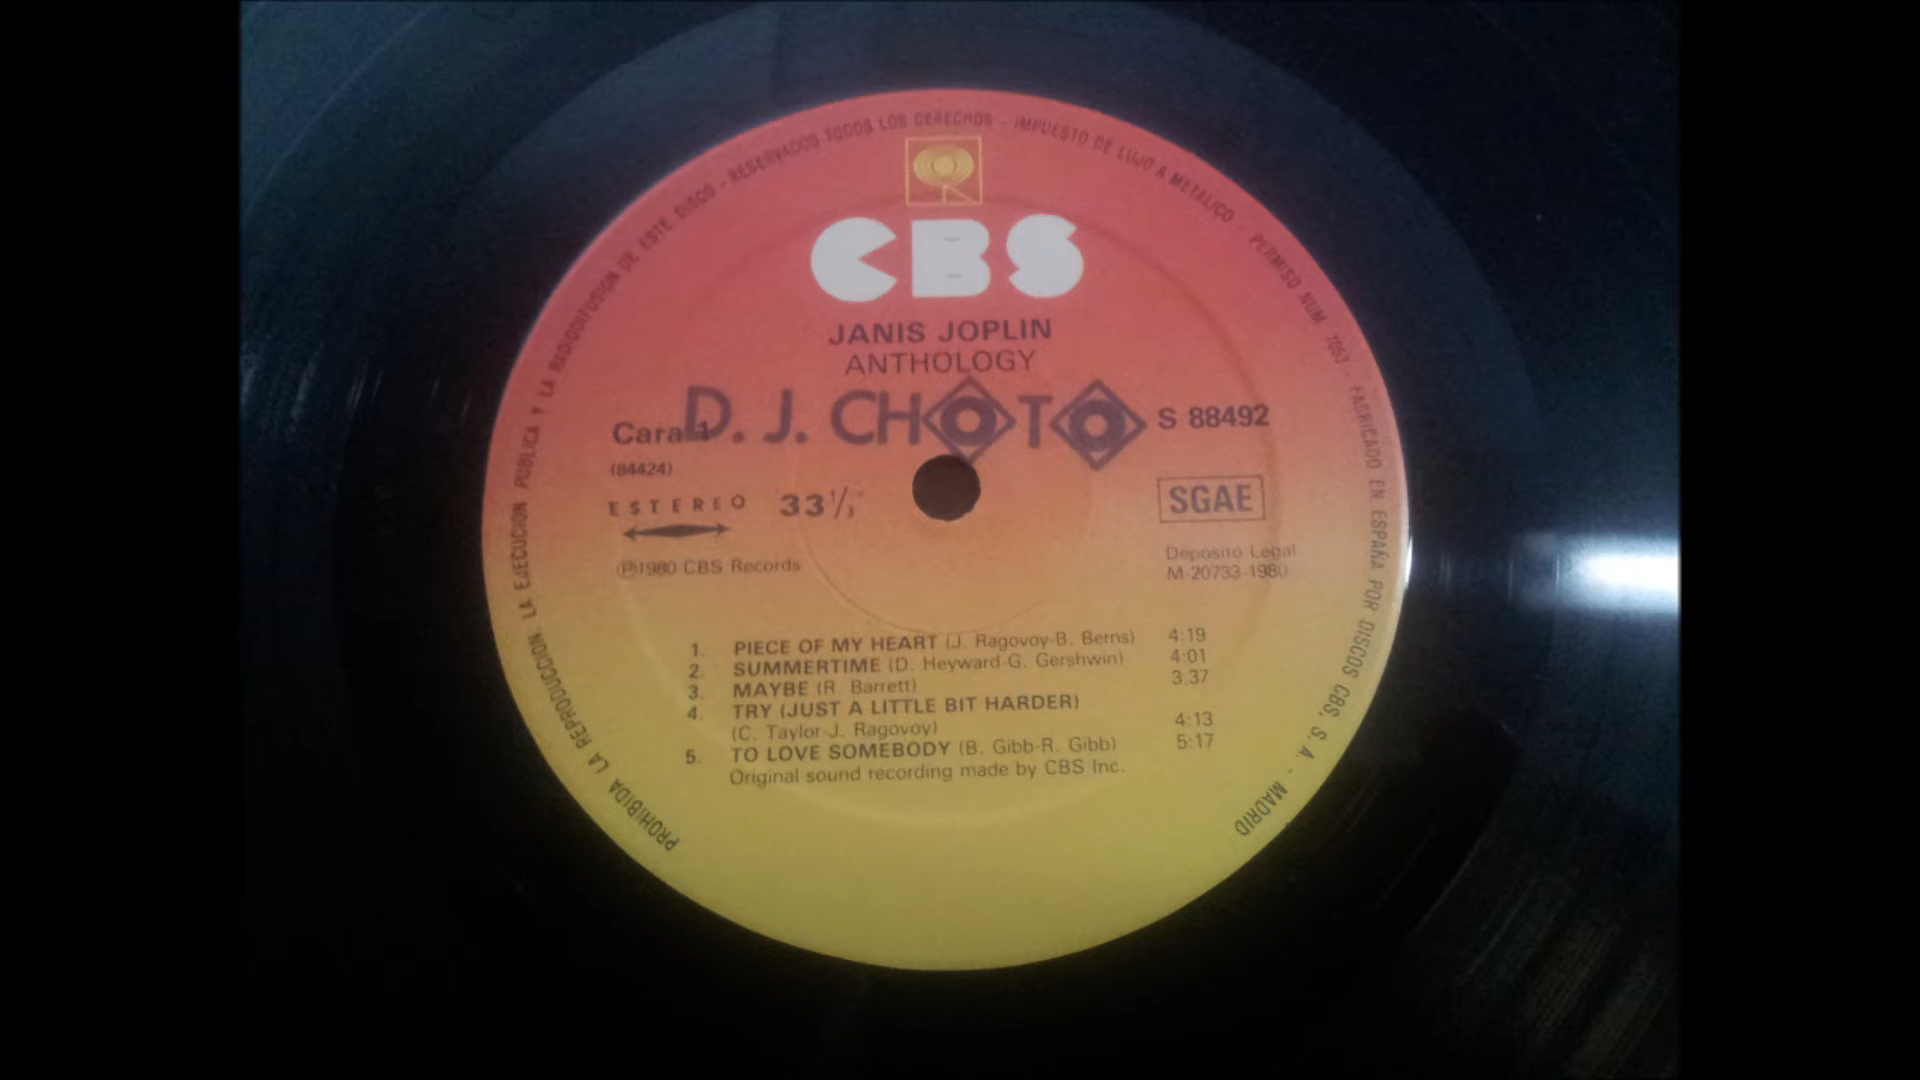 PROHIBIDA LA REPRODUCCION, LA EJECUCION PUBLICA Y LA RADIODIFUSION DE ESTE DISCO - RESERVADOS TODOS LOS DERECHOS - IMPUESTO DE LUJO A METALICO - PERMISO NUM. 7063 - FABRICADO EN ESPAÑA POR DISCOS CBS, S. A. - MADRID
CBS
JANIS JOPLIN
ANTHOLOGY
D. J. CHOTO
Cara 1
S 88492
(84424)
ESTEREO 33⅓
SGAE
℗1980 CBS Records
Depósito Legal
M-20733-1980
1. PIECE OF MY HEART (J. Ragovoy-B. Berns) 4:19
2. SUMMERTIME (D. Heyward-G. Gershwin) 4:01
3. MAYBE (R. Barrett) 3:37
4. TRY (JUST A LITTLE BIT HARDER)
(C. Taylor-J. Ragovoy) 4:13
5. TO LOVE SOMEBODY (B. Gibb-R. Gibb) 5:17
Original sound recording made by CBS Inc.